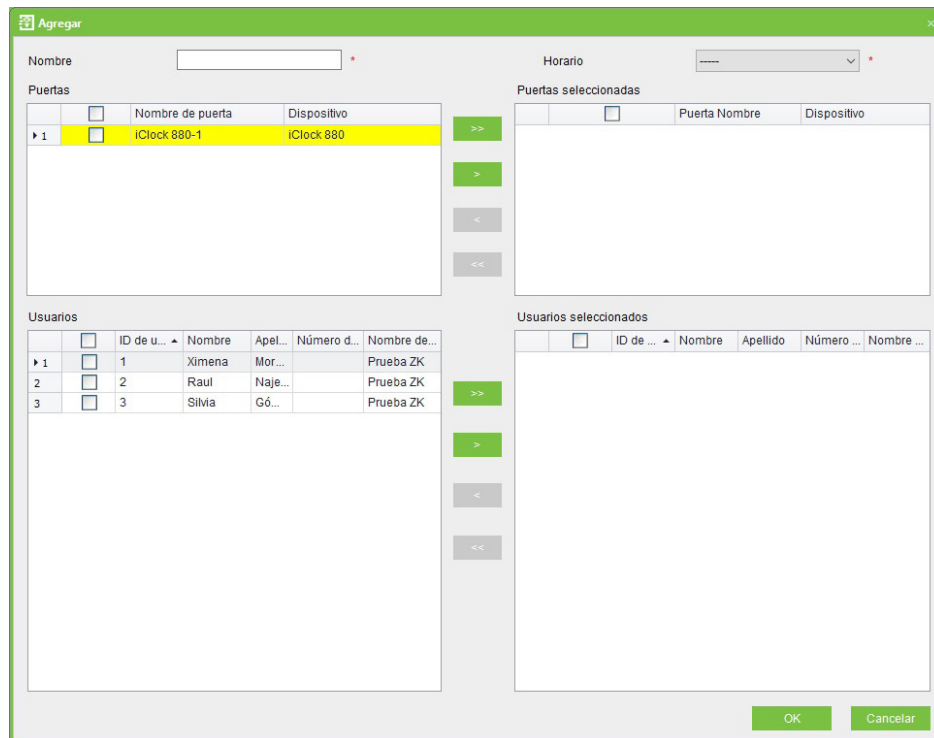 Agregar ×
Nombre * Horario ----- *
Puertas Puertas seleccionadas
Nombre de puerta Dispositivo >> Puerta Nombre Dispositivo
1 iClock 880-1 iClock 880
>
<
<<
Usuarios Usuarios seleccionados
ID de u... Nombre Apel... Número d... Nombre de... ID de ... Nombre Apellido Número ... Nombre ...
1 1 Ximena Mor... Prueba ZK
2 2 Raul Naje... Prueba ZK
3 3 Silvia Gó... Prueba ZK
>>
>
<
<<
OK Cancelar